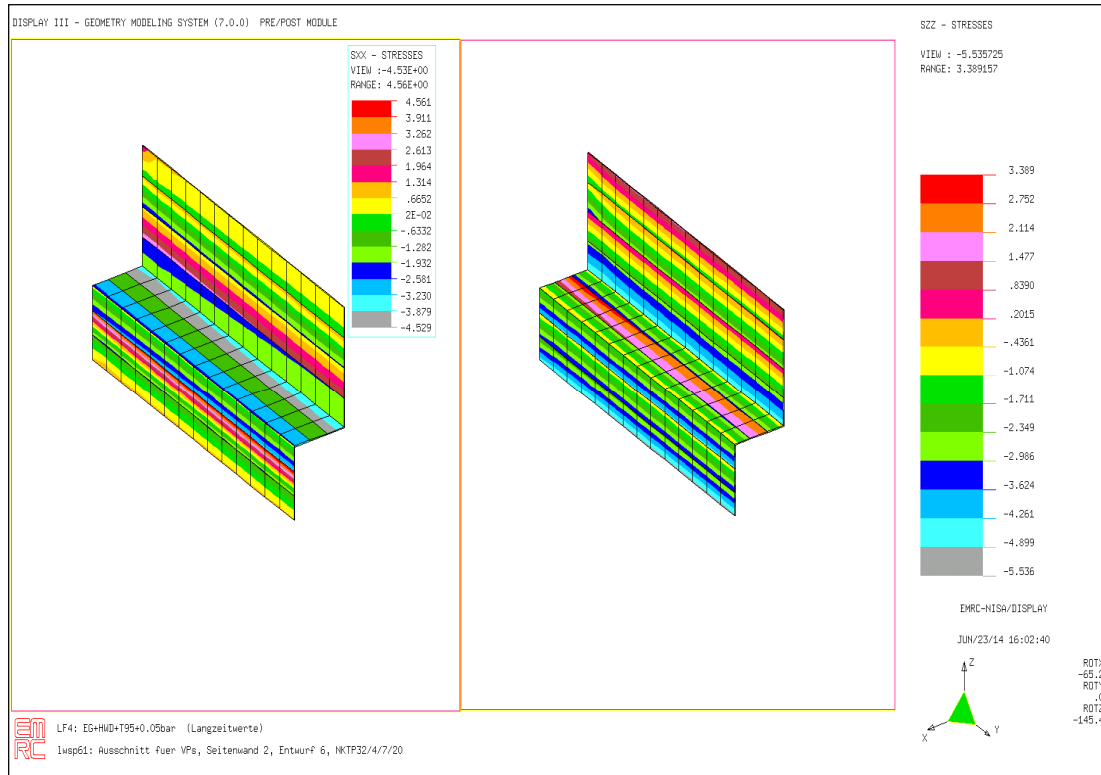 DISPLAY III - GEOMETRY MODELING SYSTEM (7.0.0) PRE/POST MODULE
SXX - STRESSES
VIEW :-4.53E+00
RANGE: 4.56E+00
4.561
3.911
3.262
2.613
1.964
1.314
.6652
2E-02
-.6332
-1.282
-1.932
-2.581
-3.230
-3.879
-4.529
SZZ - STRESSES
VIEW : -5.535725
RANGE: 3.389157
3.389
2.752
2.114
1.477
.8390
.2015
-.4361
-1.074
-1.711
-2.349
-2.986
-3.624
-4.261
-4.899
-5.536
EMRC-NISA/DISPLAY
JUN/23/14 16:02:40
Z
X
Y
ROTX
-65.2
ROTY
.0
ROTZ
-145.4
EMRC
LF4: EG+HWD+T95+0.05bar (Langzeitwerte)
lwsp61: Ausschnitt fuer VPs, Seitenwand 2, Entwurf 6, NKTP32/4/7/20